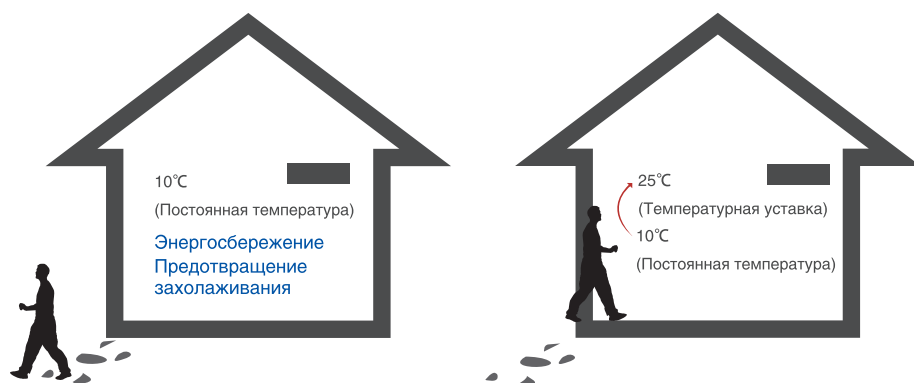 10℃
(Постоянная температура)
Энергосбережение
Предотвращение
захолаживания
25℃
(Температурная уставка)
10℃
(Постоянная температура)